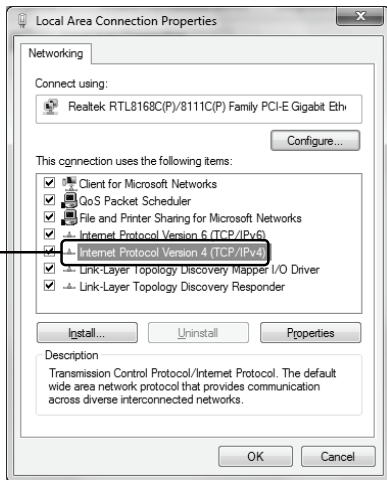 Local Area Connection Properties
Networking
Connect using:
Realtek RTL8168C(P)/8111C(P) Family PCI-E Gigabit Eth
Configure...
This connection uses the following items:
Client for Microsoft Networks
QoS Packet Scheduler
File and Printer Sharing for Microsoft Networks
Internet Protocol Version 6 (TCP/IPv6)
Internet Protocol Version 4 (TCP/IPv4)
Link-Layer Topology Discovery Mapper I/O Driver
Link-Layer Topology Discovery Responder
Install... Uninstall Properties
Description
Transmission Control Protocol/Internet Protocol. The default
wide area network protocol that provides communication
across diverse interconnected networks.
OK Cancel